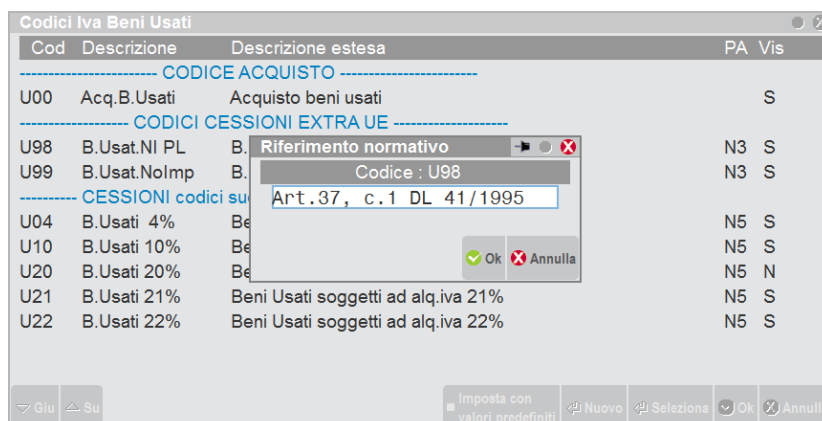 Codici Iva Beni Usati
Cod Descrizione Descrizione estesa PA Vis
------------------------ CODICE ACQUISTO ------------------------
U00 Acq.B.Usati Acquisto beni usati S
------------------- CODICI CESSIONI EXTRA UE --------------------
U98 B.Usat.NI PL B. N3 S
U99 B.Usat.NoImp B. N3 S
---------- CESSIONI codici
U04 B.Usati 4% Be N5 S
U10 B.Usati 10% Be N5 S
U20 B.Usati 20% Be N5 N
U21 B.Usati 21% Beni Usati soggetti ad alq.iva 21% N5 S
U22 B.Usati 22% Beni Usati soggetti ad alq.iva 22% N5 S
Riferimento normativo
Codice : U98
Art.37, c.1 DL 41/1995
Ok Annulla
Giu Su Imposta con valori predefiniti Nuovo Seleziona Ok Annull